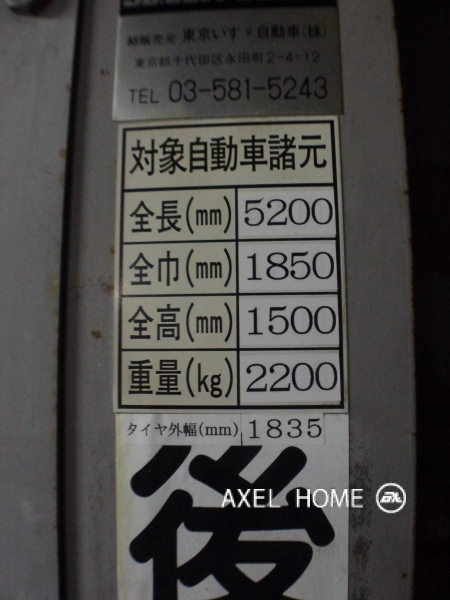 総販売元 東京いすゞ自動車(株)
東京都千代田区永田町2-4-12
TEL 03-581-5243
対象自動車諸元
全長(mm) 5200
全巾(mm) 1850
全高(mm) 1500
重量(kg) 2200
タイヤ外幅(mm) 1835
後
AXEL HOME